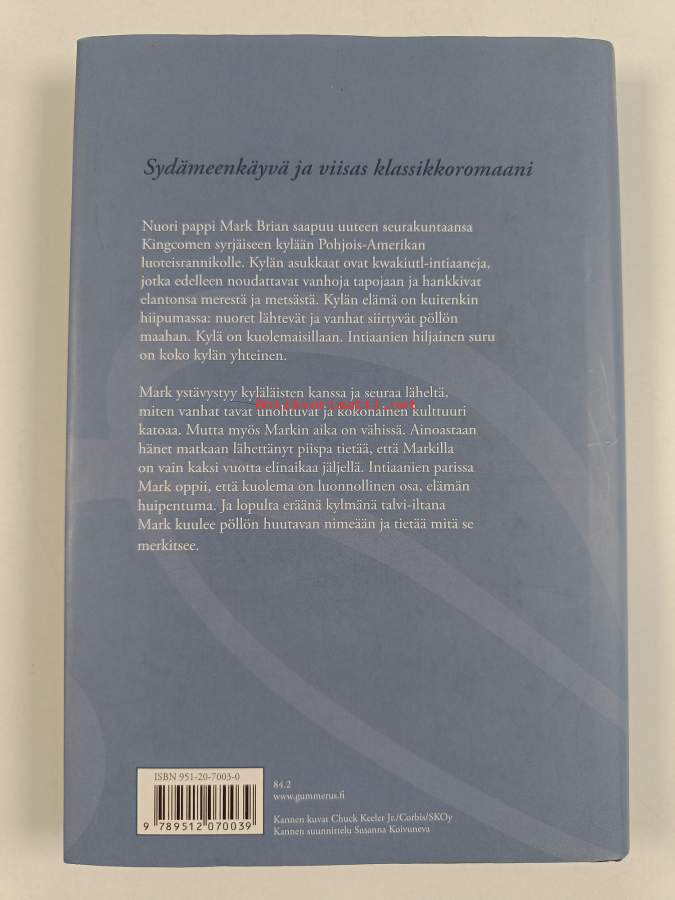 Sydämeenkäyvä ja viisas klassikkoromaani
Nuori pappi Mark Brian saapuu uuteen seurakuntaansa
Kingcomen syrjäiseen kylään Pohjois-Amerikan
luoteisrannikolle. Kylän asukkaat ovat kwakiutl-intiaaneja,
jotka edelleen noudattavat vanhoja tapojaan ja hankkivat
elantonsa merestä ja metsästä. Kylän elämä on kuitenkin
hiipumassa: nuoret lähtevät ja vanhat siirtyvät pöllön
maahan. Kylä on kuolemaisillaan. Intiaanien hiljainen suru
on koko kylän yhteinen.
Mark ystävystyy kyläläisten kanssa ja seuraa läheltä,
miten vanhat tavat unohtuvat ja kokonainen kulttuuri
Antikvariaatti.net
katoaa. Mutta myös Markin aika on vähissä. Ainoastaan
hänet matkaan lähettänyt piispa tietää, että Markilla
on vain kaksi vuotta elinaikaa jäljellä. Intiaanien parissa
Mark oppii, että kuolema on luonnollinen osa, elämän
huipentuma. Ja lopulta eräänä kylmänä talvi-iltana
Mark kuulee pöllön huutavan nimeään ja tietää mitä se
merkitsee.
ISBN 951-20-7003-0
9 789512 070039
84.2
www.gummerus.fi
Kannen kuvat Chuck Keeler Jr./Corbis/SKOy
Kannen suunnittelu Susanna Koivuneva